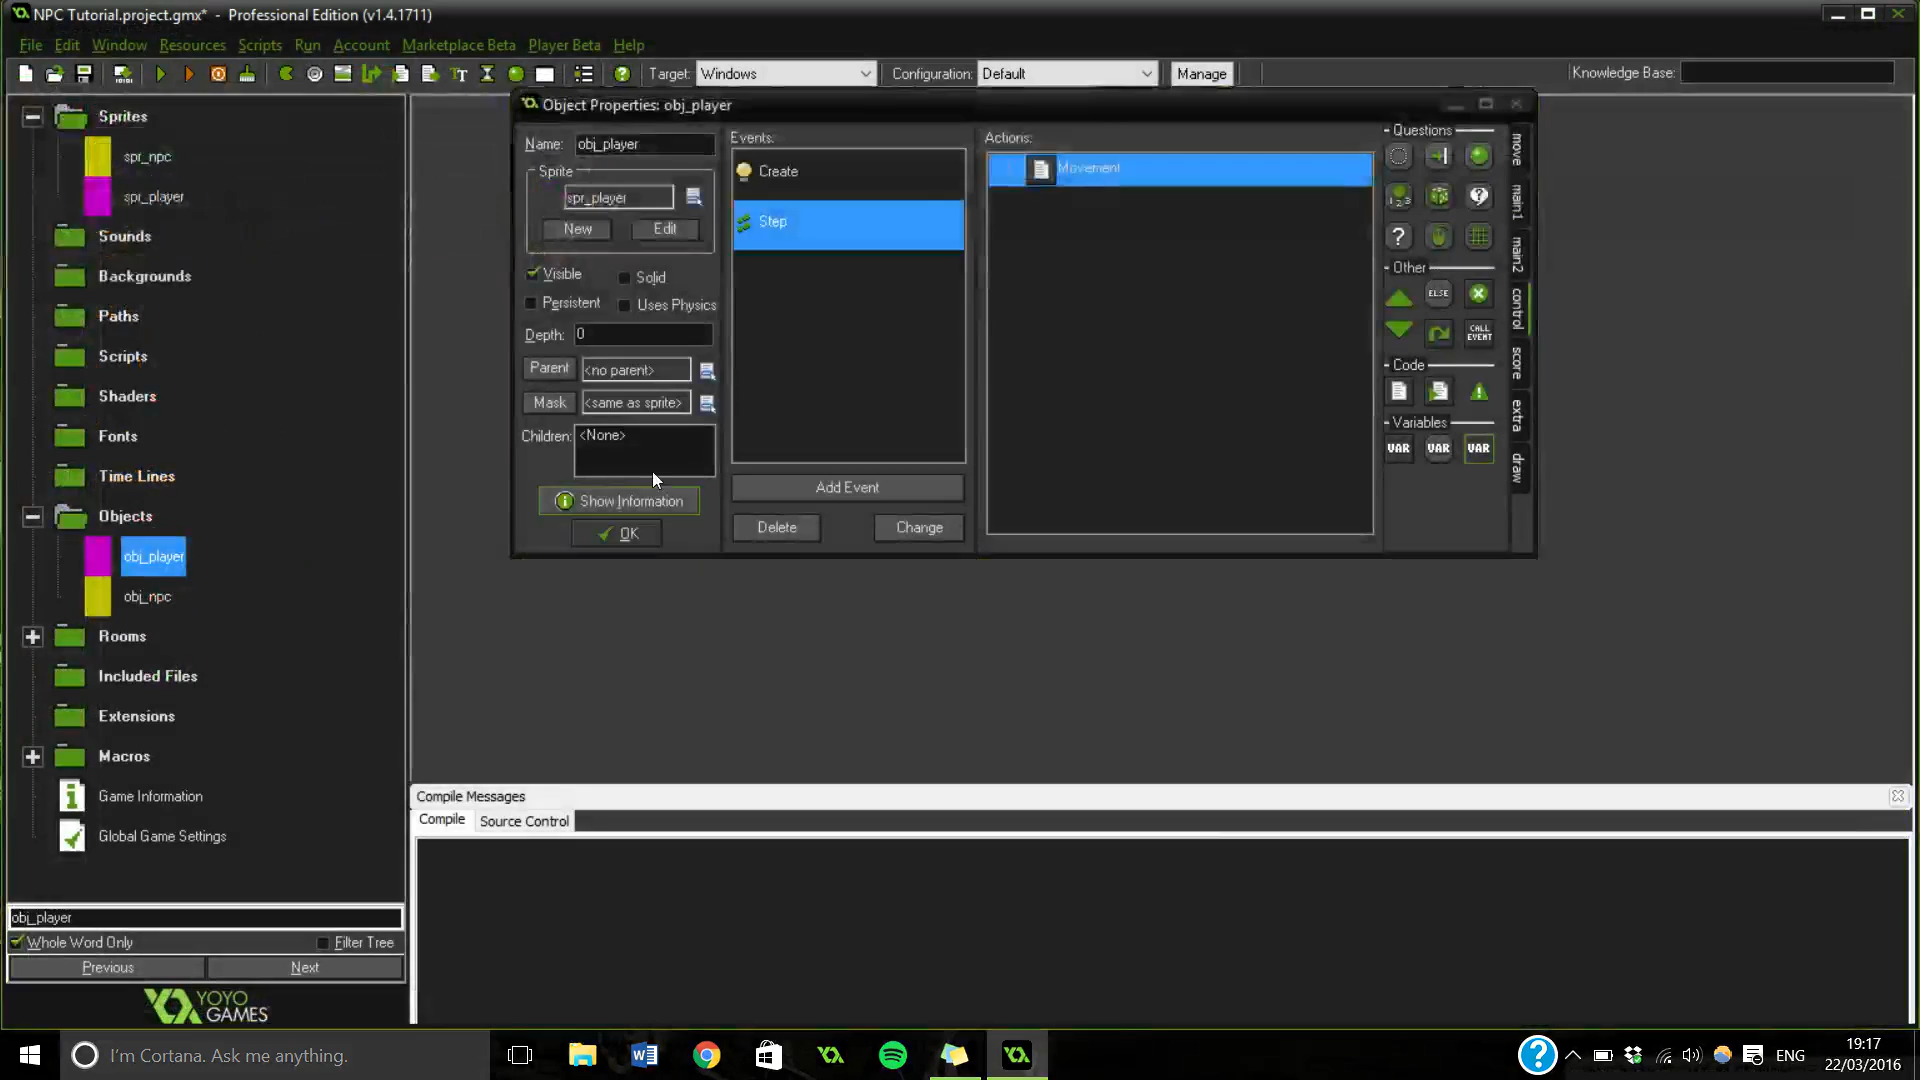 NPC Tutorial.project.gmx* - Professional Edition (v1.4.1711)
File Edit Window Resources Scripts Run Account Marketplace Beta Player Beta Help
Target: Windows Configuration: Default Manage Knowledge Base:
Sprites
spr_npc
spr_player
Sounds
Backgrounds
Paths
Scripts
Shaders
Fonts
Time Lines
Objects
obj_player
obj_npc
Rooms
Included Files
Extensions
Macros
Game Information
Global Game Settings
obj_player
Whole Word Only Filter Tree
Previous Next
YOYO
GAMES
Object Properties: obj_player
Name: obj_player
Sprite
spr_player
New Edit
Visible Solid
Persistent Uses Physics
Depth: 0
Parent <no parent>
Mask <same as sprite>
Children: <None>
Show Information
OK
Events:
Create
Step
Add Event
Delete Change
Actions:
Movement
Questions
Other
ELSE
CALL
EVENT
Code
Variables
VAR VAR VAR
move
main1
main2
control
score
extra
draw
Compile Messages
Compile Source Control
I'm Cortana. Ask me anything.
ENG
19:17
22/03/2016